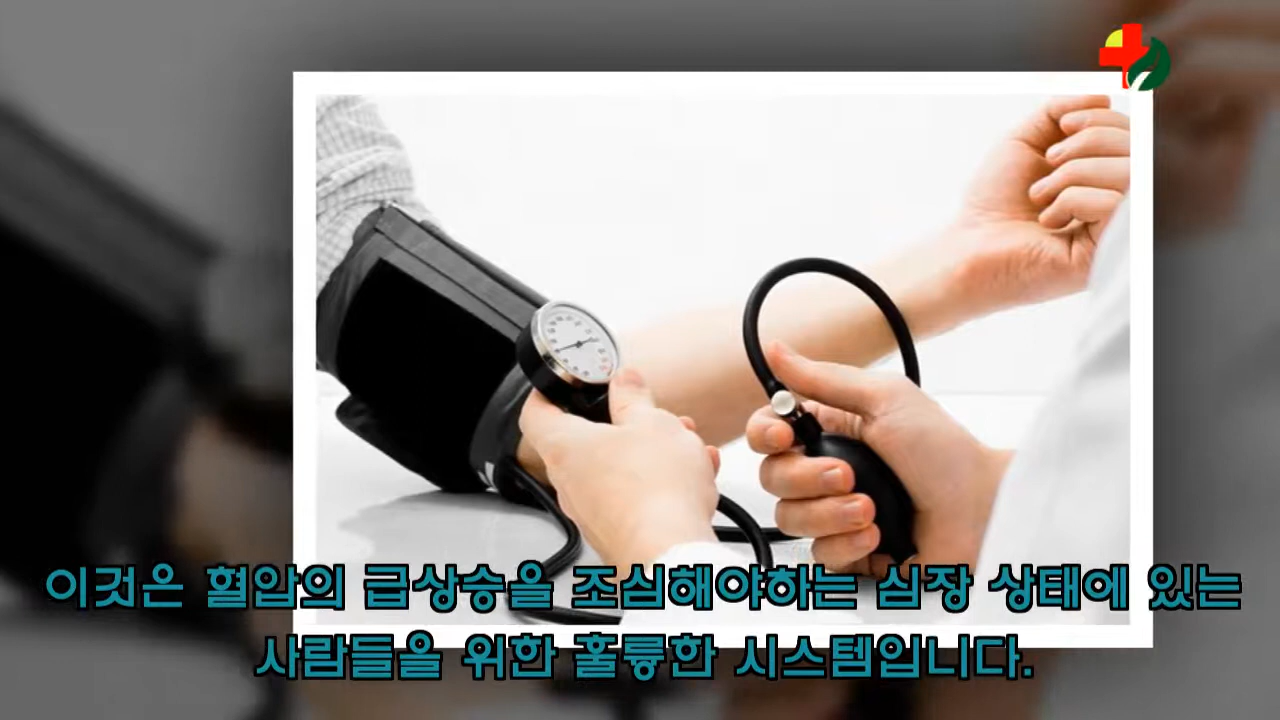 이것은 혈압의 급상승을 조심해야하는 심장 상태에 있는
사람들을 위한 훌륭한 시스템입니다.